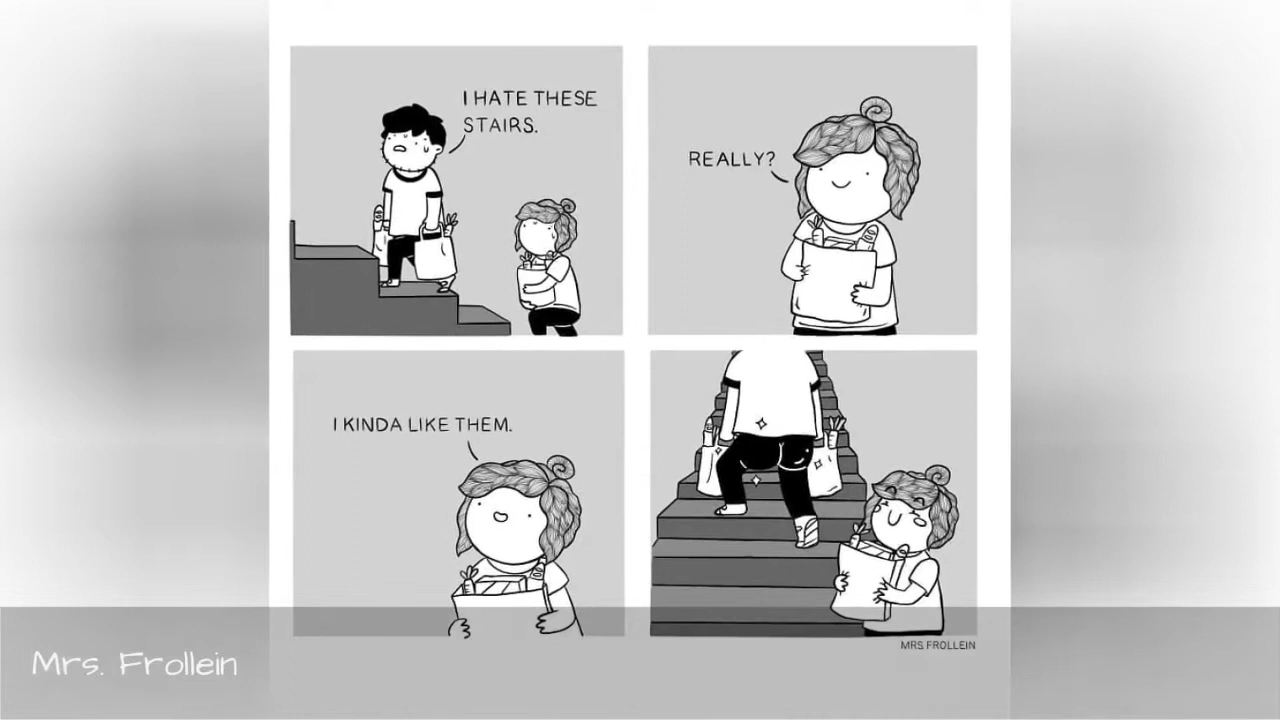 I HATE THESE
STAIRS.
REALLY?
I KINDA LIKE THEM.
MRS. FROLLEIN
Mrs. Frollein